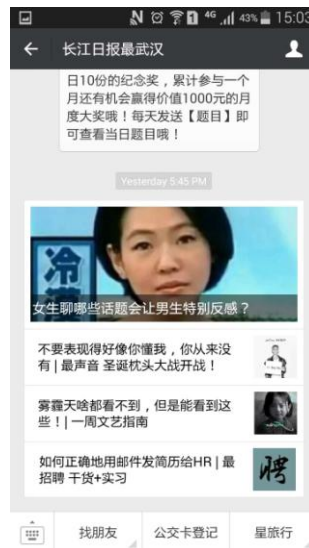 4G 43% 15:03
长江日报最武汉
日10份的纪念奖，累计参与一个
月还有机会赢得价值1000元的月
度大奖哦！每天发送【题目】即
可查看当日题目哦！
Yesterday 5:45 PM
冷
女生聊哪些话题会让男生特别反感？
不要表现得好像你懂我，你从来没
有 | 最声音 圣诞枕头大战开战！
雾霾天啥都看不到，但是能看到这
些！| 一周文艺指南
如何正确地用邮件发简历给HR | 最
招聘 干货+实习
聘
找朋友
公交卡登记
星旅行